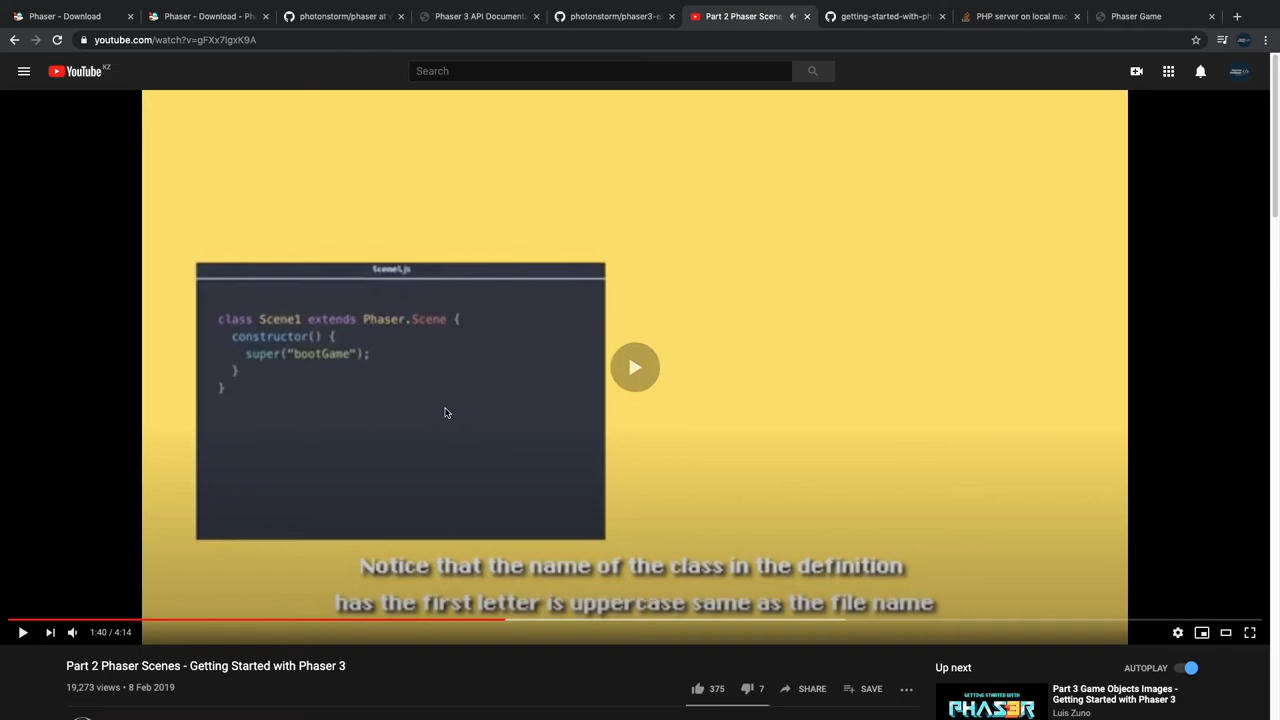 Phaser - Download
Phaser - Download - Pho
photonstorm/phaser at v
Phaser 3 API Documenta
photonstorm/phaser3-e
Part 2 Phaser Scene
getting-started-with-ph
PHP server on local mac
Phaser Game
youtube.com/watch?v=gFXx7lgxK9A
YouTube KZ
Search
Scene1.js
class Scene1 extends Phaser.Scene {
constructor() {
super("bootGame");
}
}
Notice that the name of the class in the definition
has the first letter is uppercase same as the file name
1:40 / 4:14
Part 2 Phaser Scenes - Getting Started with Phaser 3
19,273 views • 8 Feb 2019
375
7
SHARE
SAVE
Up next
AUTOPLAY
GETTING STARTED WITH
PHAS3R
Part 3 Game Objects Images -
Getting Started with Phaser 3
Luis Zuno